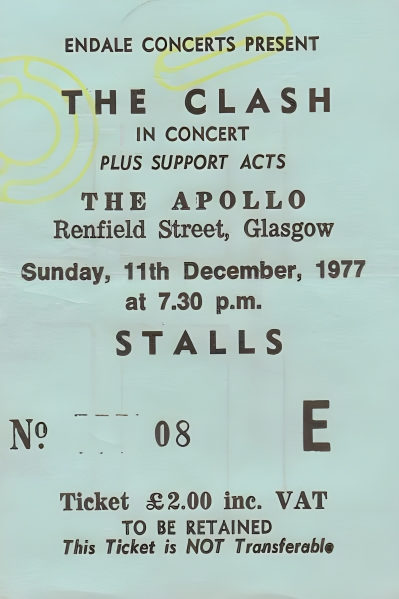 ENDALE CONCERTS PRESENT
THE CLASH
IN CONCERT
PLUS SUPPORT ACTS
THE APOLLO
Renfield Street, Glasgow
Sunday, 11th December, 1977
at 7.30 p.m.
STALLS
Nº 08 E
Ticket £2.00 inc. VAT
TO BE RETAINED
This Ticket is NOT Transferable